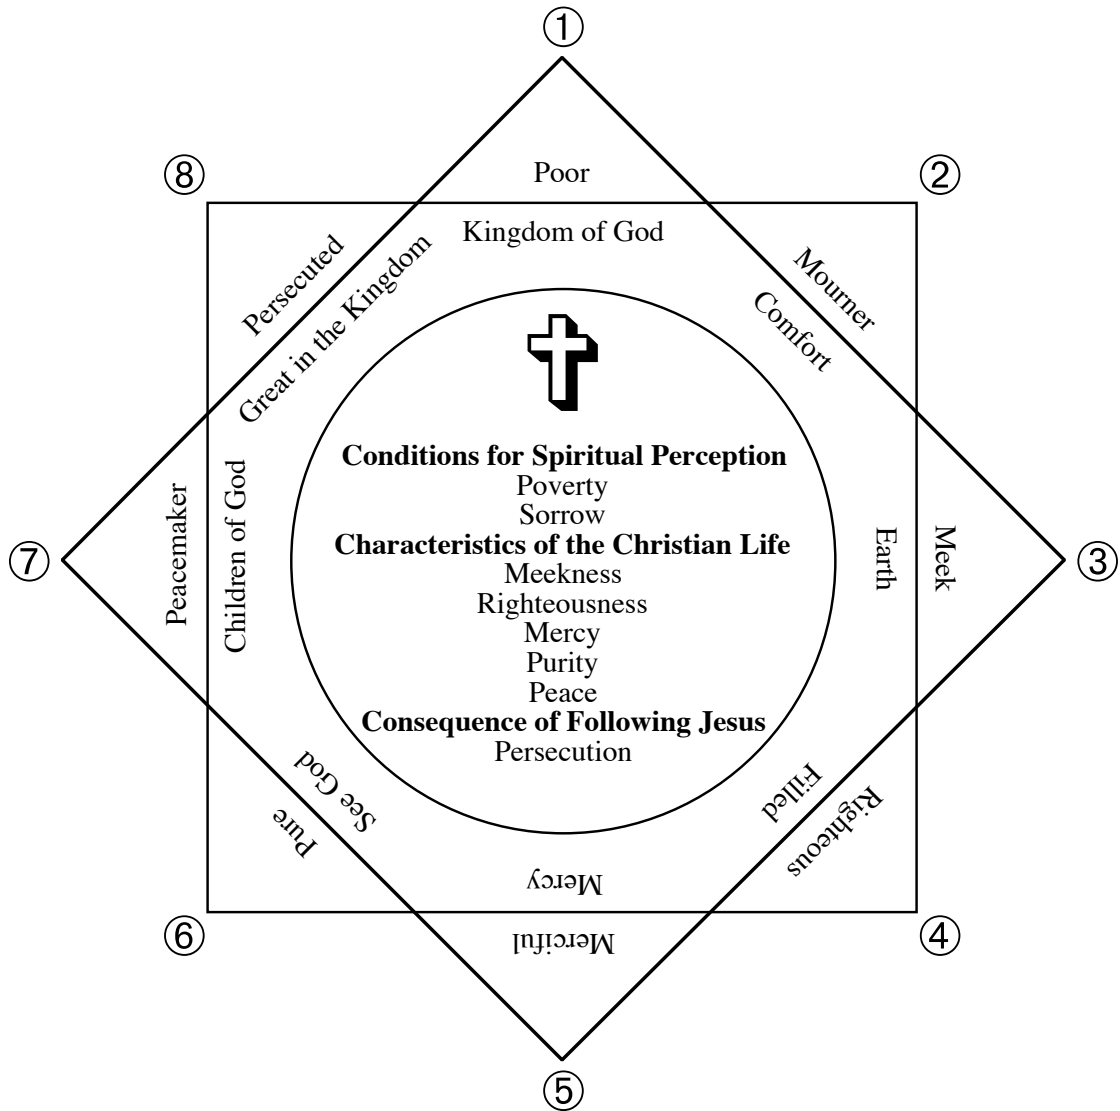 ①
Poor
Kingdom of God
②
Mourner
Comfort
③
Meek
Earth
④
Righteous
Filled
⑤
Merciful
Mercy
⑥
Pure
See God
⑦
Peacemaker
Children of God
⑧
Persecuted
Great in the Kingdom
Conditions for Spiritual Perception
Poverty
Sorrow
Characteristics of the Christian Life
Meekness
Righteousness
Mercy
Purity
Peace
Consequence of Following Jesus
Persecution